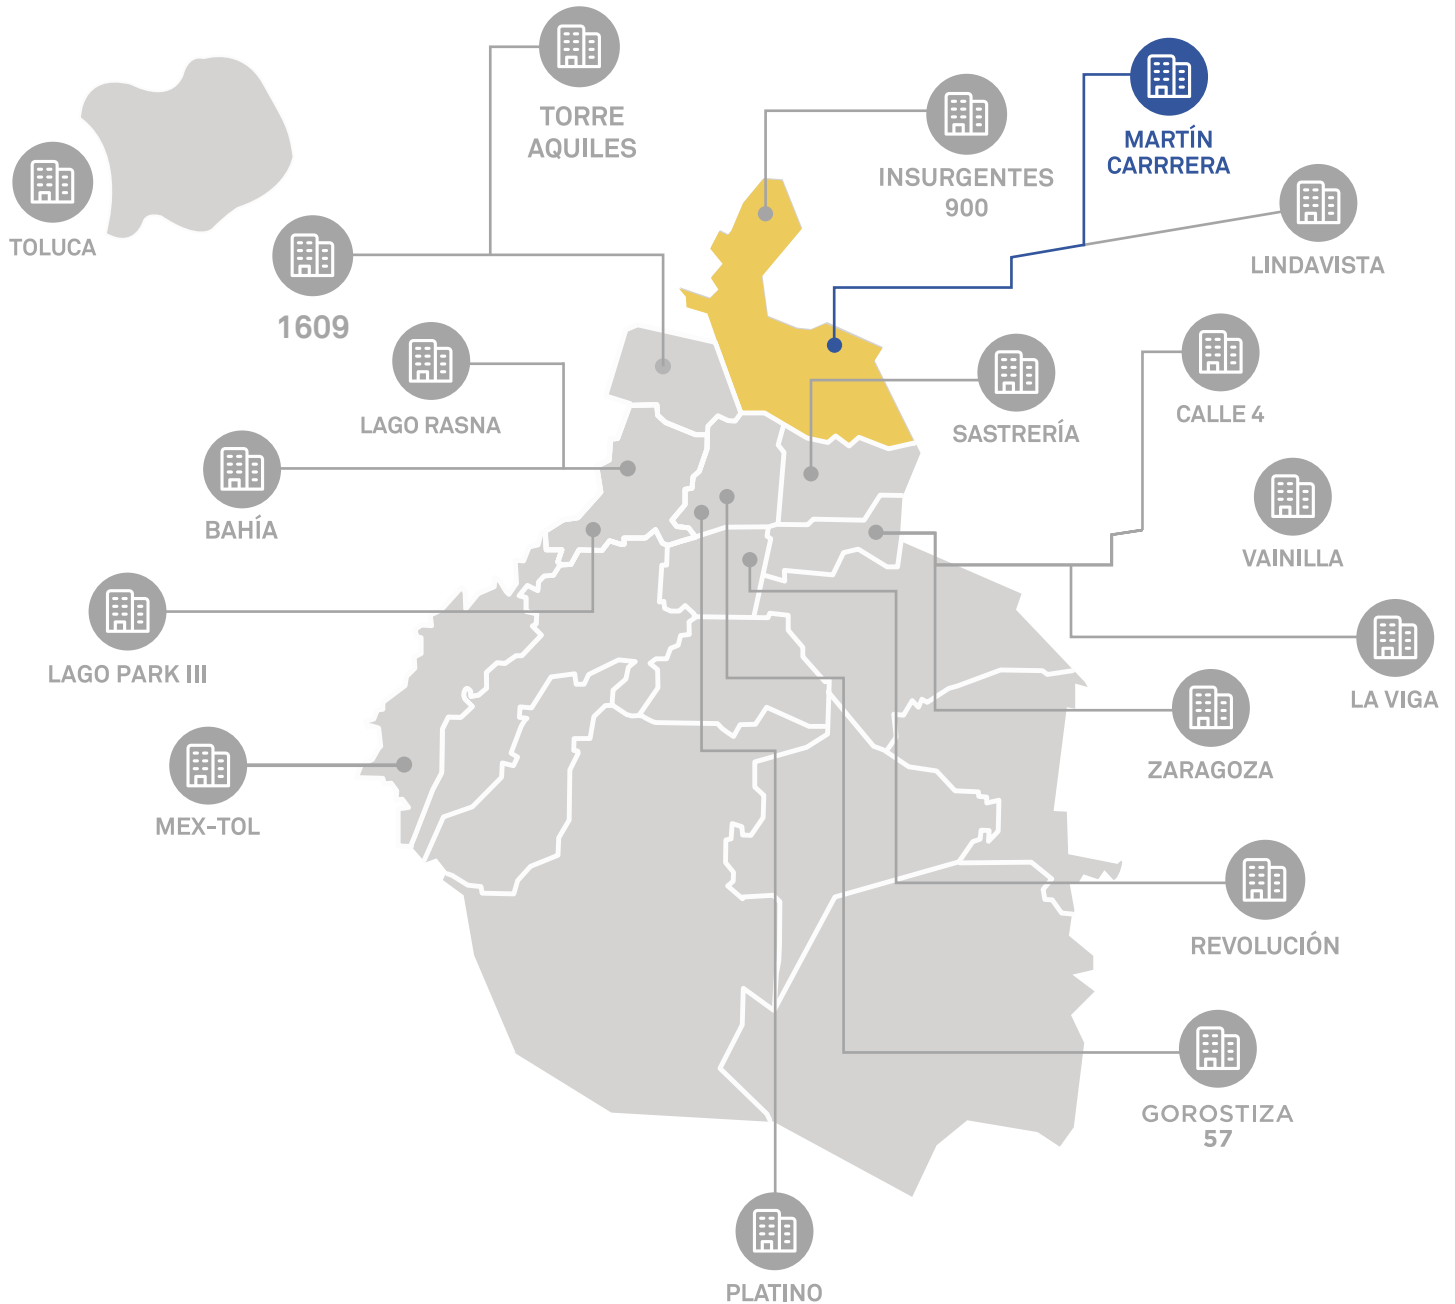 TORRE
AQUILES
MARTÍN
CARRRERA
INSURGENTES
900
TOLUCA
LINDAVISTA
1609
LAGO RASNA
SASTRERÍA
CALLE 4
BAHÍA
VAINILLA
LAGO PARK III
LA VIGA
ZARAGOZA
MEX-TOL
REVOLUCIÓN
GOROSTIZA
57
PLATINO